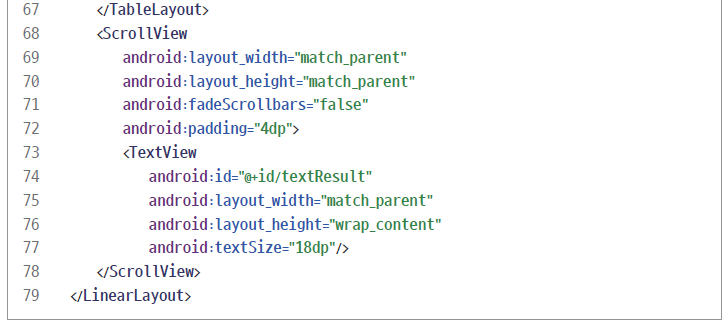 67 </TableLayout>
68 <ScrollView
69 android:layout_width="match_parent"
70 android:layout_height="match_parent"
71 android:fadeScrollbars="false"
72 android:padding="4dp">
73 <TextView
74 android:id="@+id/textResult"
75 android:layout_width="match_parent"
76 android:layout_height="wrap_content"
77 android:textSize="18dp"/>
78 </ScrollView>
79 </LinearLayout>